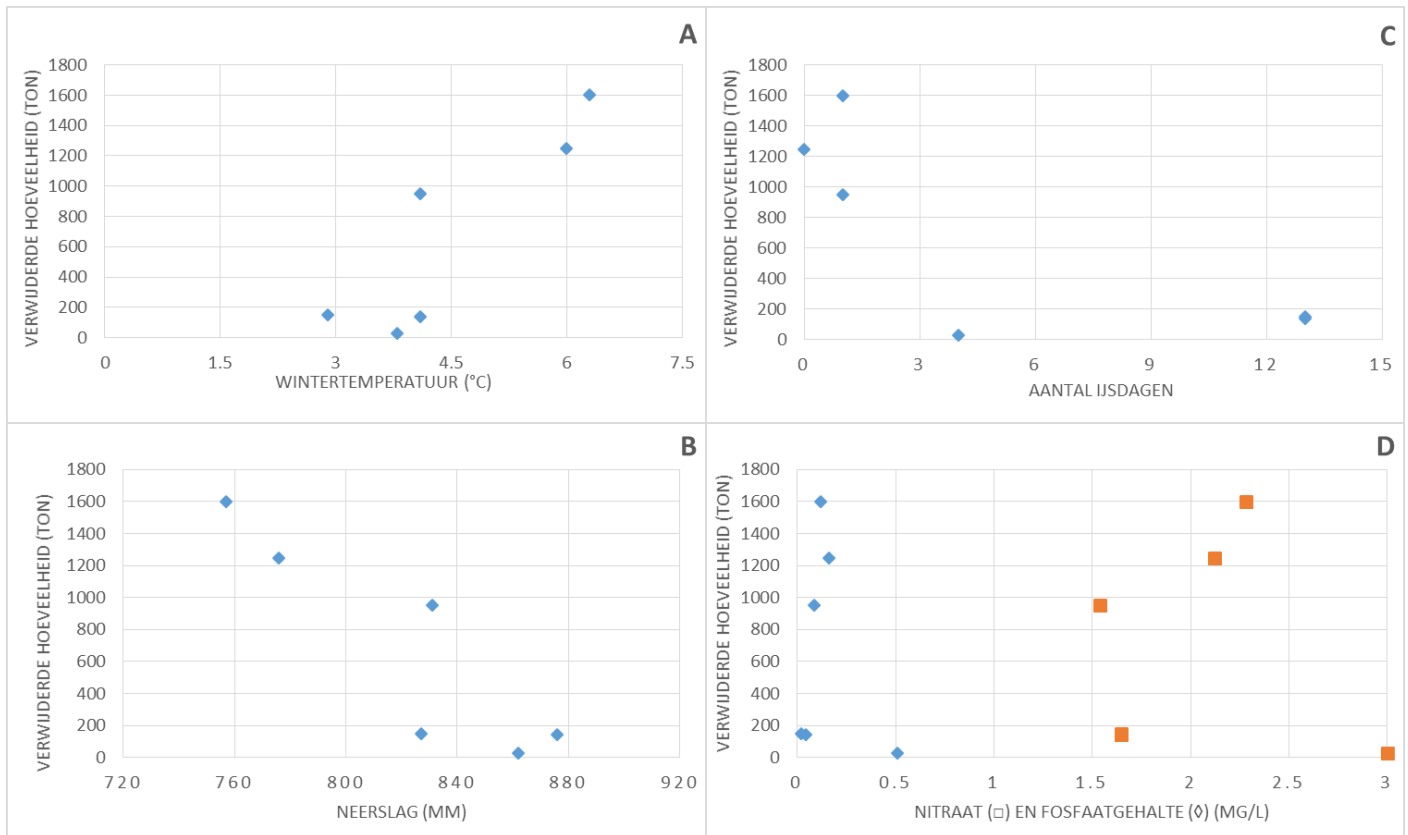 A
VERWIJDERDE HOEVEELHEID (TON)
1800
1600
1400
1200
1000
800
600
400
200
0
0 1.5 3 4.5 6 7.5
WINTERTEMPERATUUR (°C)
C
VERWIJDERDE HOEVEELHEID (TON)
1800
1600
1400
1200
1000
800
600
400
200
0
0 3 6 9 12 15
AANTAL IJSDAGEN
B
VERWIJDERDE HOEVEELHEID (TON)
1800
1600
1400
1200
1000
800
600
400
200
0
720 760 800 840 880 920
NEERSLAG (MM)
D
VERWIJDERDE HOEVEELHEID (TON)
1800
1600
1400
1200
1000
800
600
400
200
0
0 0.5 1 1.5 2 2.5 3
NITRAAT (□) EN FOSFAATGEHALTE (◊) (MG/L)